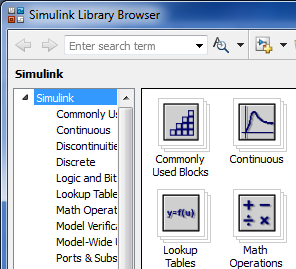 Simulink Library Browser
Enter search term
Simulink
Simulink
Commonly Us
Continuous
Discontinuitie
Discrete
Logic and Bit
Lookup Table
Math Operat
Model Verifica
Model-Wide U
Ports & Subs
Commonly
Used Blocks
Continuous
y=f(u)
Lookup
Tables
Math
Operations